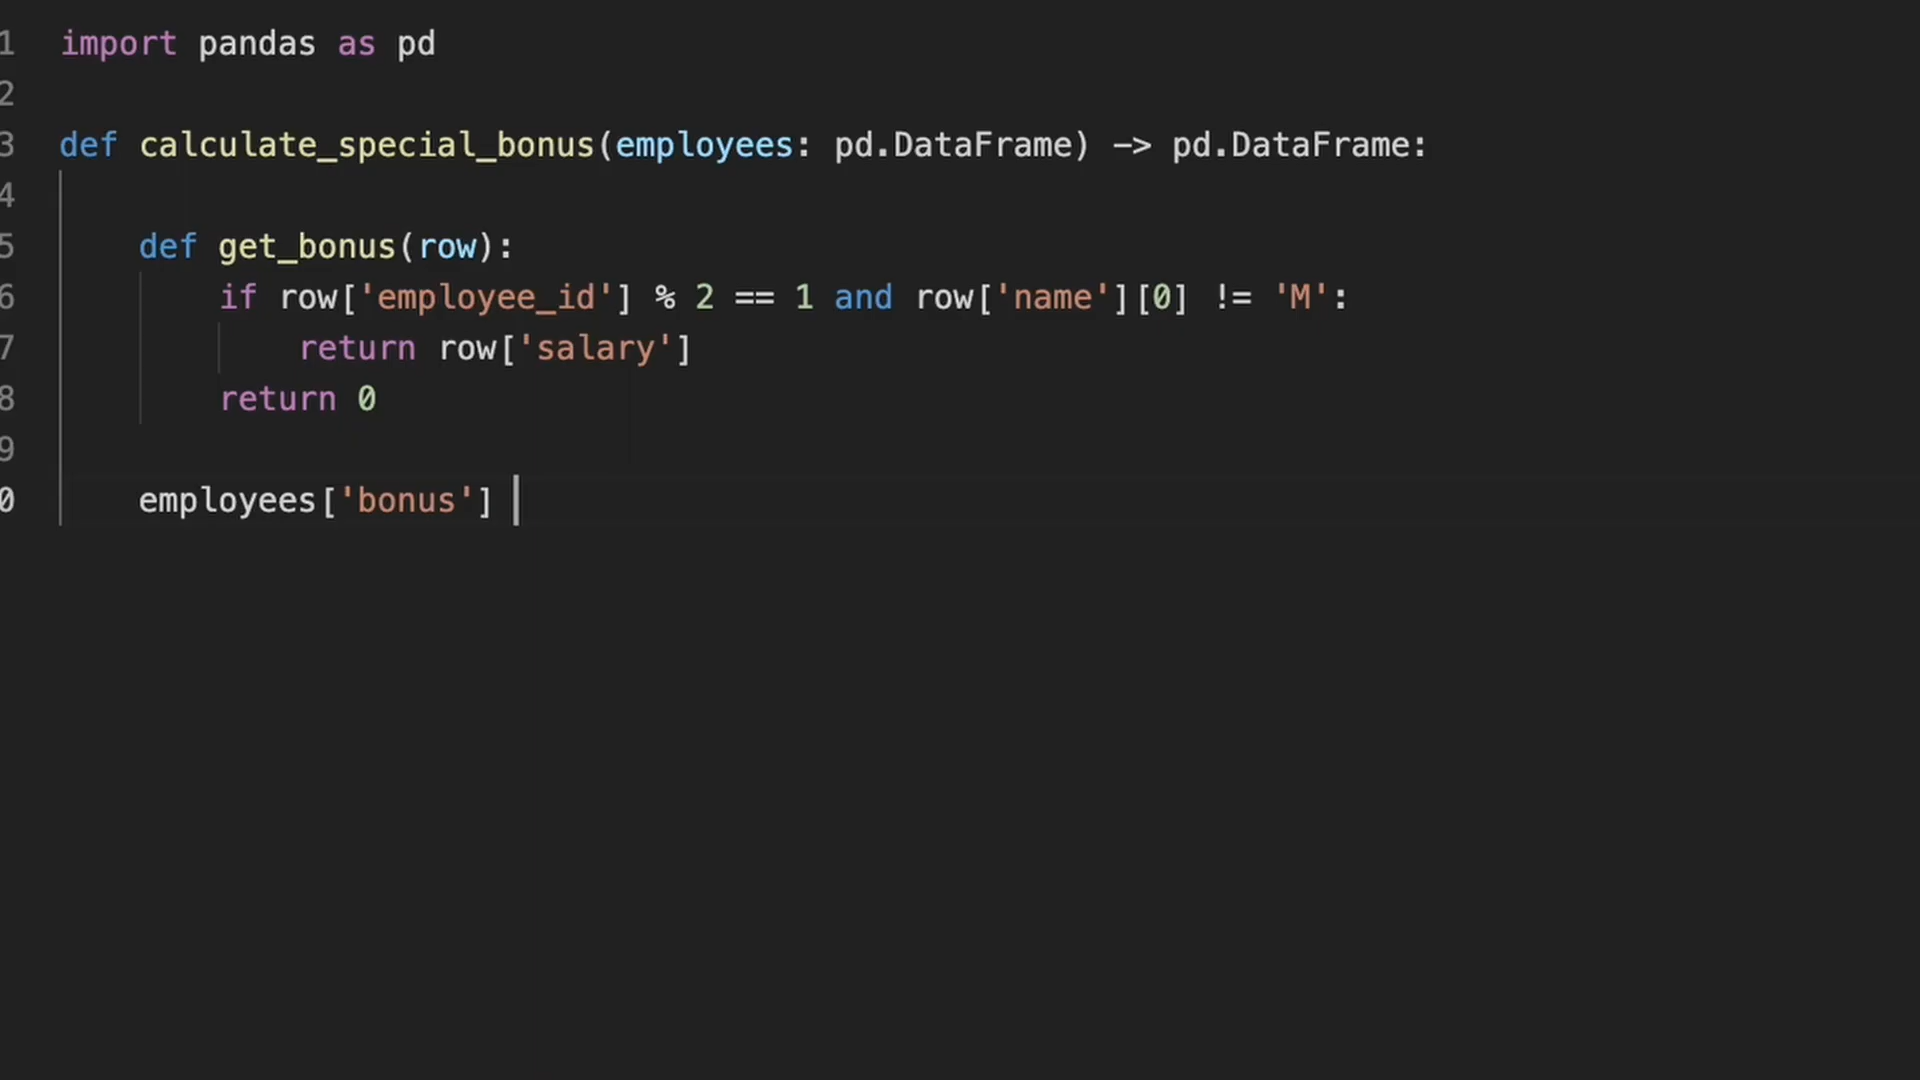 1 import pandas as pd
2
3 def calculate_special_bonus(employees: pd.DataFrame) -> pd.DataFrame:
4
5     def get_bonus(row):
6         if row['employee_id'] % 2 == 1 and row['name'][0] != 'M':
7             return row['salary']
8         return 0
9
0     employees['bonus']